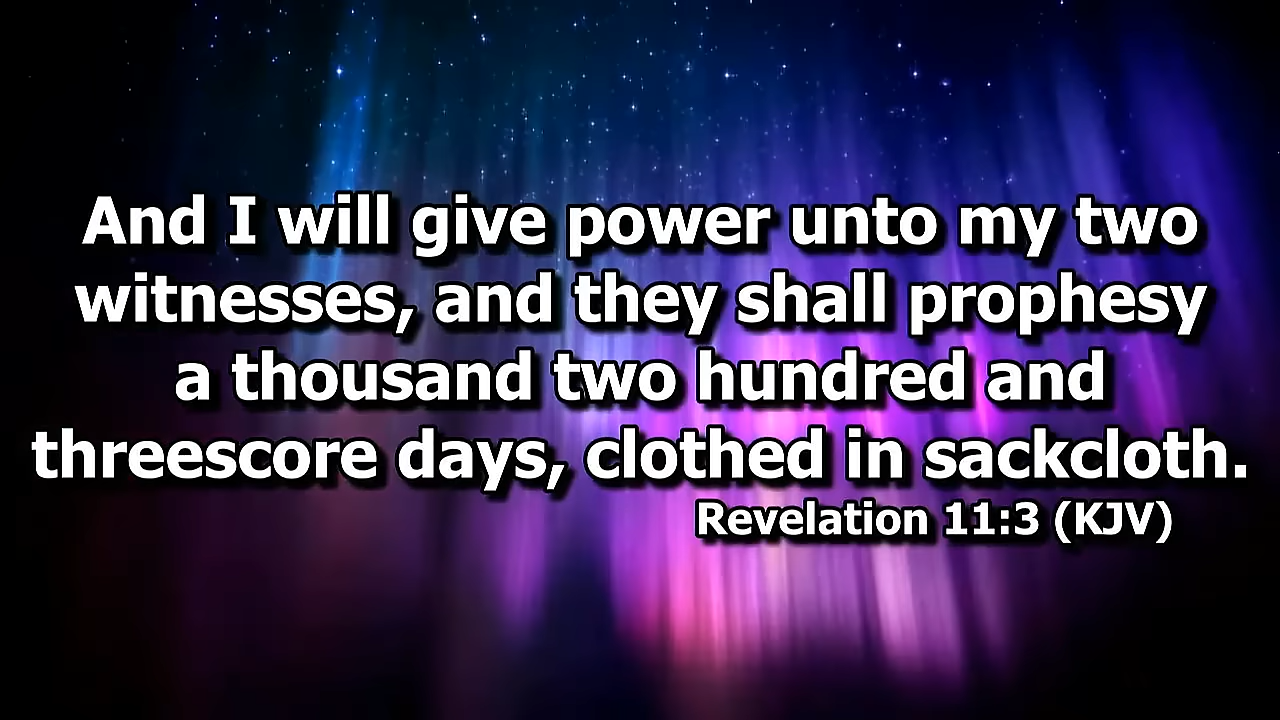 And I will give power unto my two
witnesses, and they shall prophesy
a thousand two hundred and
threescore days, clothed in sackcloth.
Revelation 11:3 (KJV)